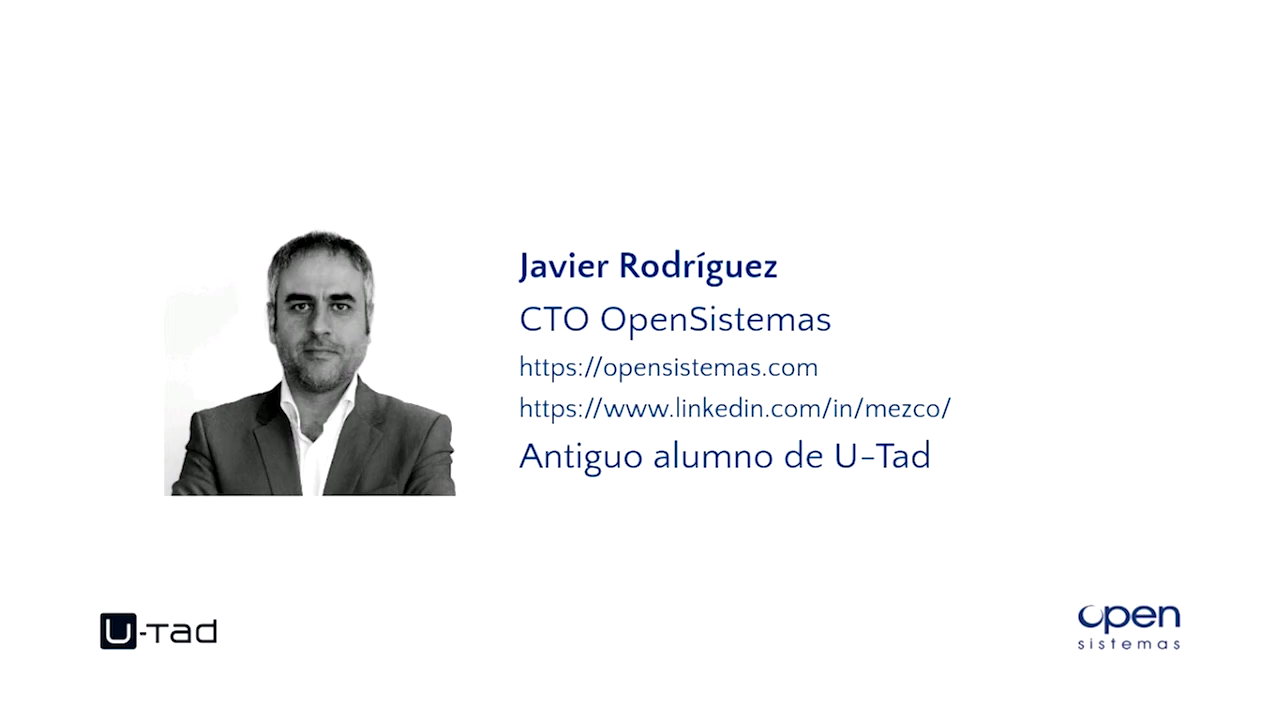 Javier Rodríguez
CTO OpenSistemas
https://opensistemas.com
https://www.linkedin.com/in/mezco/
Antiguo alumno de U-Tad
U-Tad
open
sistemas